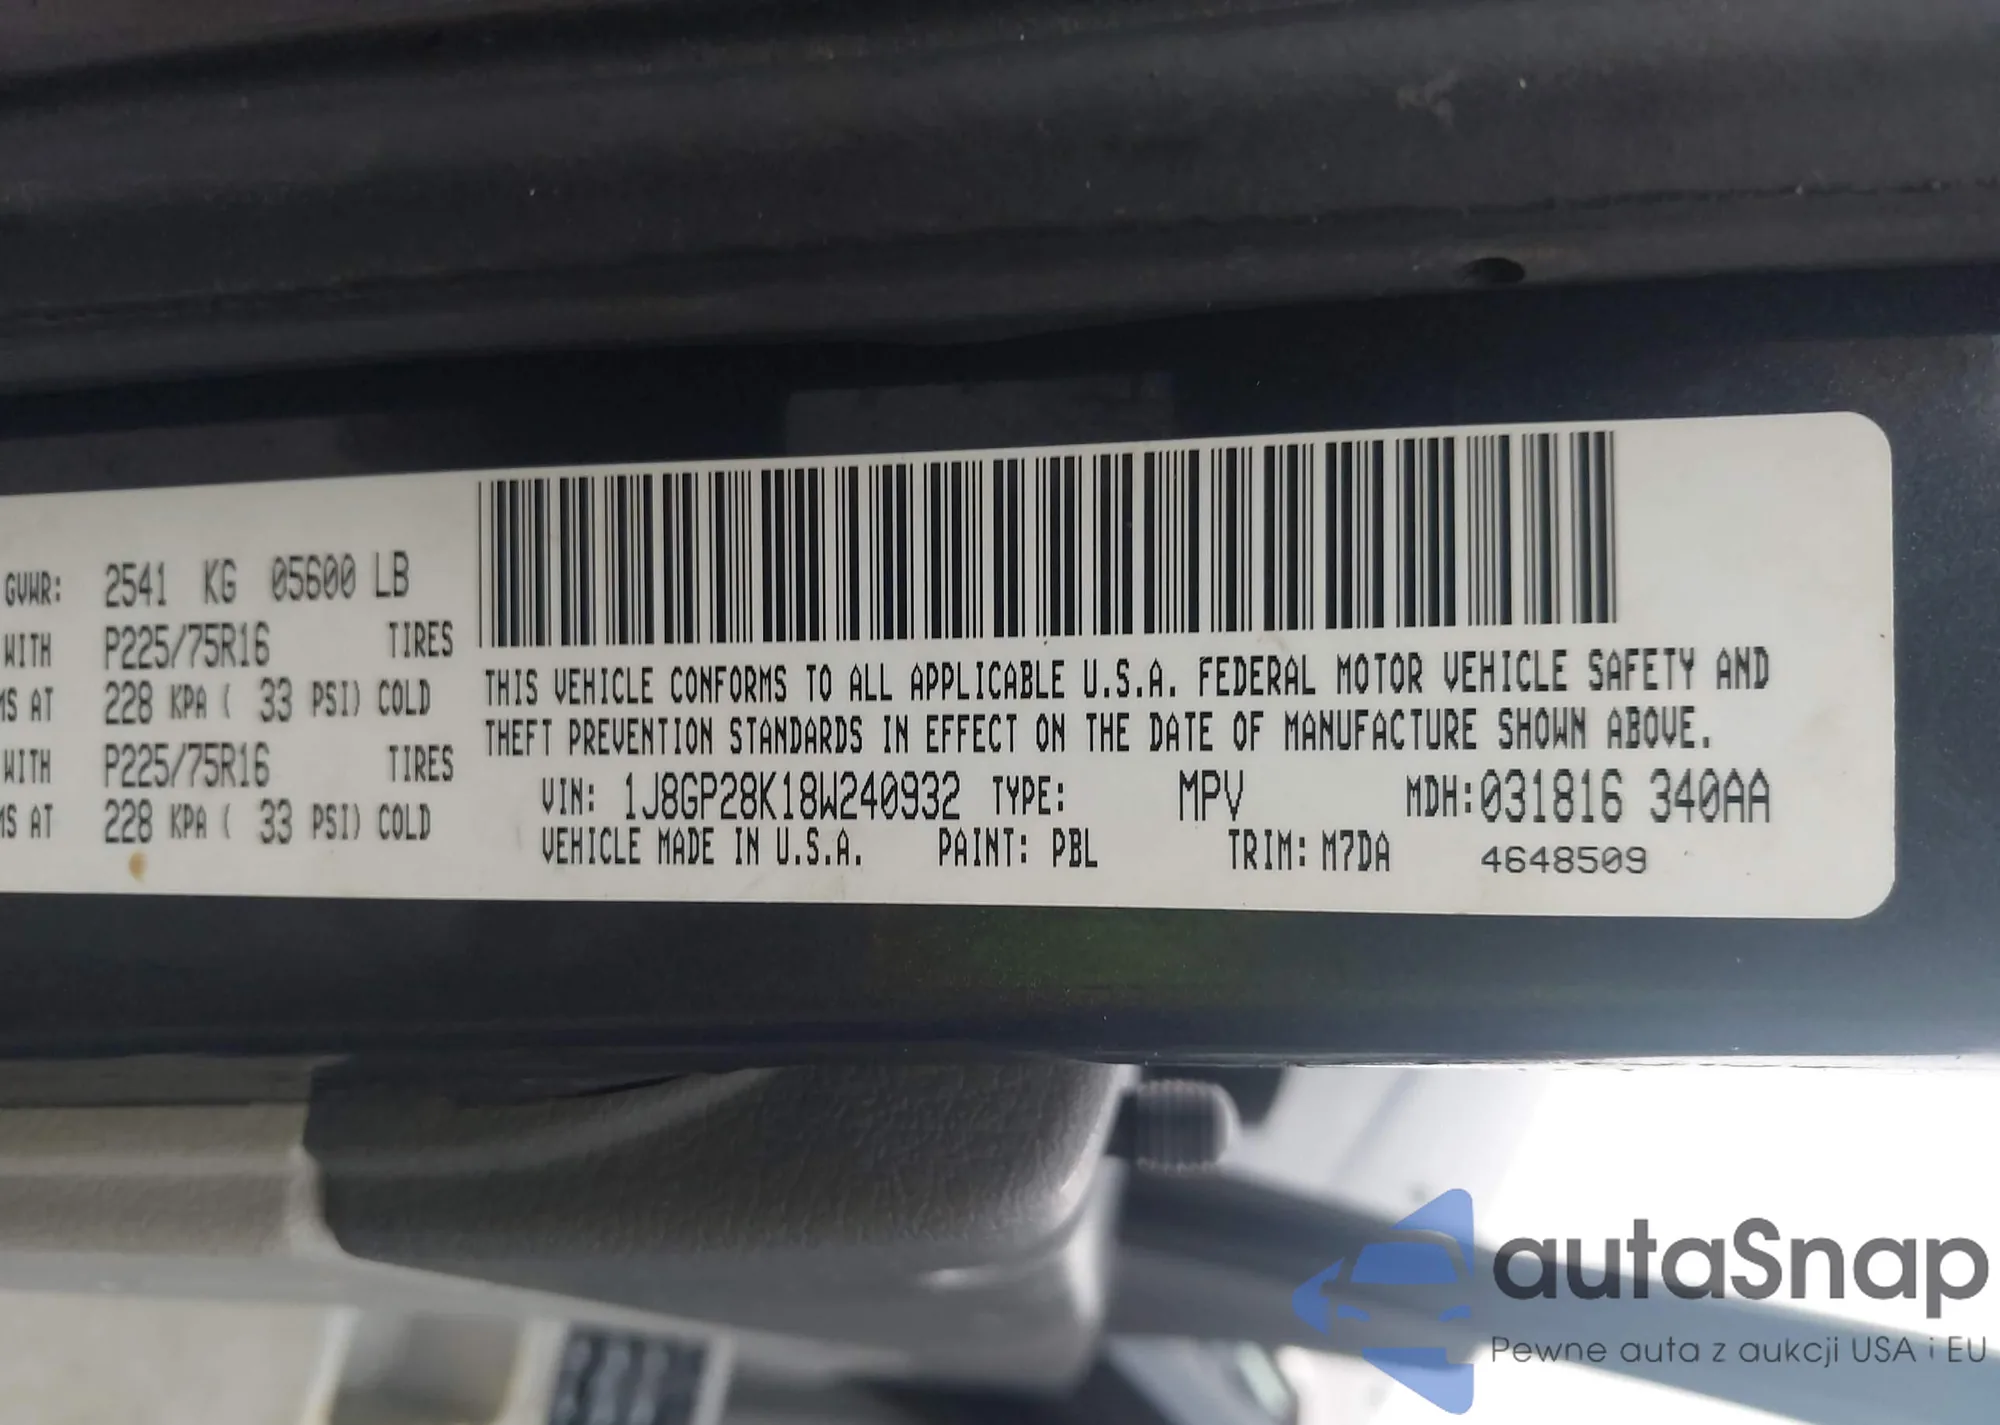 GVWR: 2541 KG 05600 LB
WITH P225/75R16 TIRES
MS AT 228 KPA ( 33 PSI) COLD
WITH P225/75R16 TIRES
MS AT 228 KPA ( 33 PSI) COLD
THIS VEHICLE CONFORMS TO ALL APPLICABLE U.S.A. FEDERAL MOTOR VEHICLE SAFETY AND
THEFT PREVENTION STANDARDS IN EFFECT ON THE DATE OF MANUFACTURE SHOWN ABOVE.
VIN: 1J8GP28K18W240932 TYPE: MPV MDH:031816 340AA
VEHICLE MADE IN U.S.A. PAINT: PBL TRIM: M7DA 4648509
autaSnap
Pewne auta z aukcji USA i EU